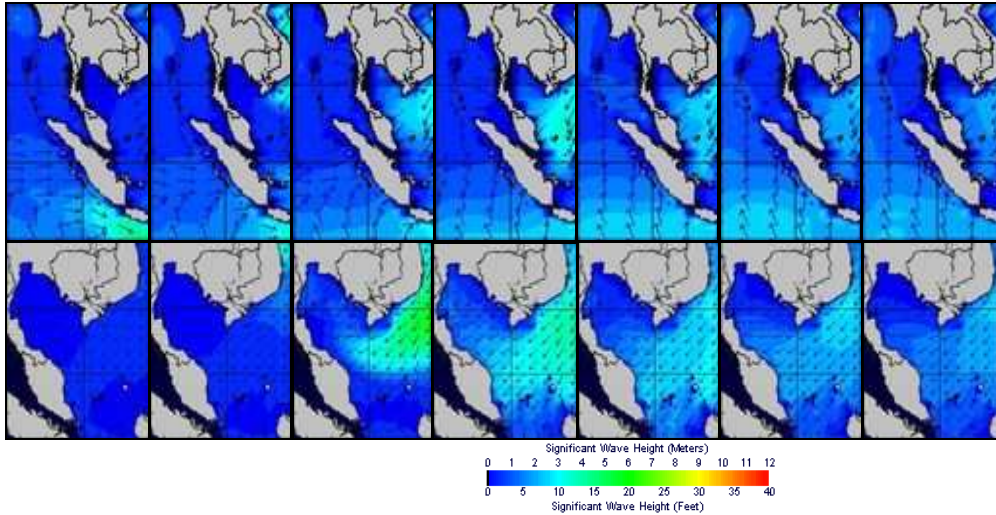 Significant Wave Height (Meters)
0 1 2 3 4 5 6 7 8 9 10 11 12
0 5 10 15 20 25 30 35 40
Significant Wave Height (Feet)